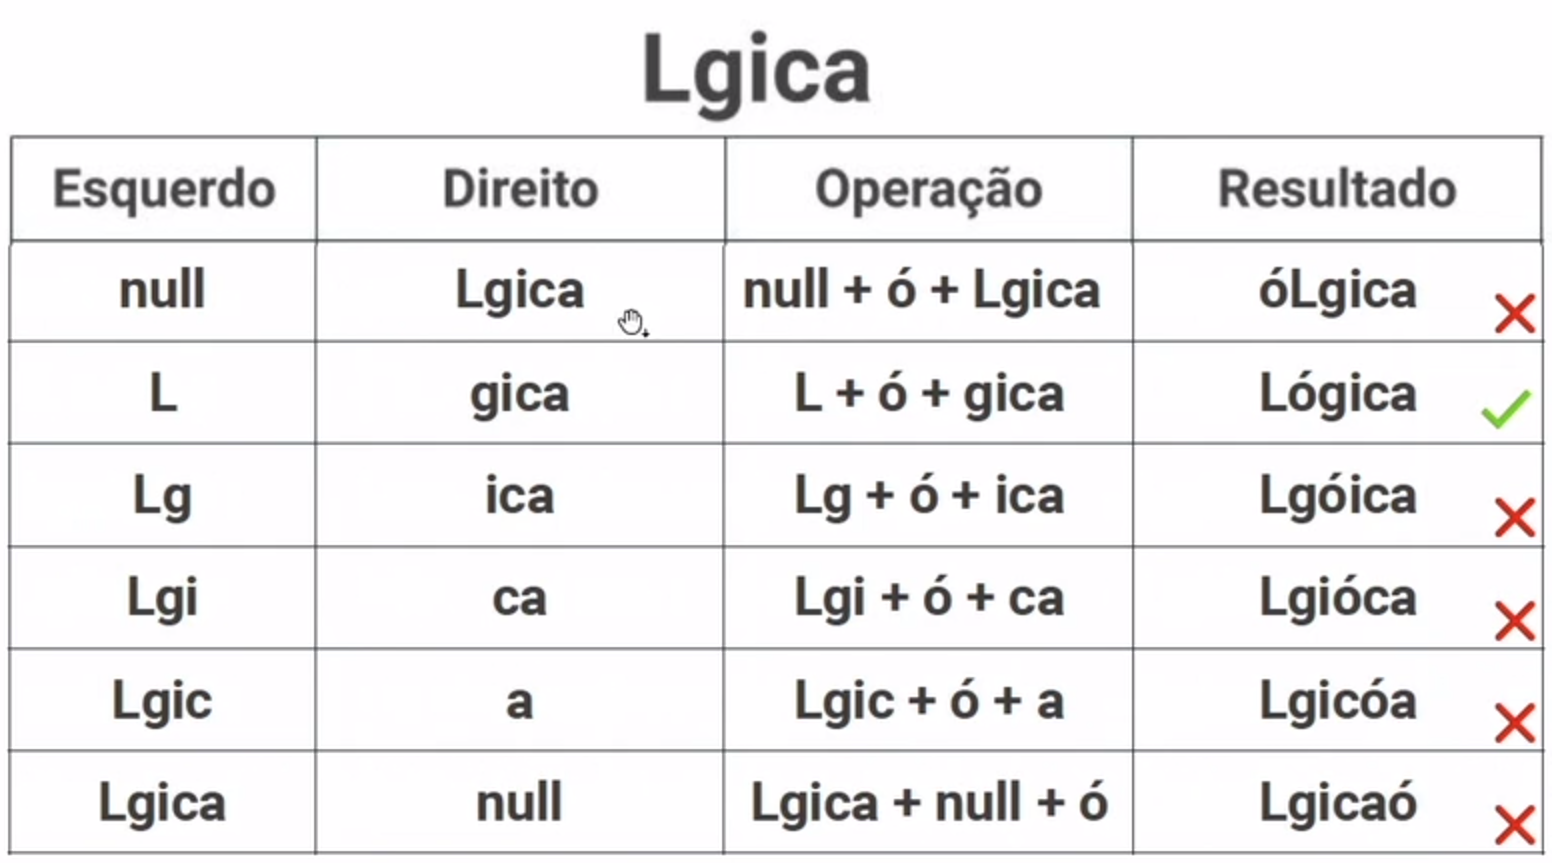 Lgica
Esquerdo Direito Operação Resultado
null Lgica null + ó + Lgica óLgica
L gica L + ó + gica Lógica
Lg ica Lg + ó + ica Lgóica
Lgi ca Lgi + ó + ca Lgióca
Lgic a Lgic + ó + a Lgicóa
Lgica null Lgica + null + ó Lgicaó